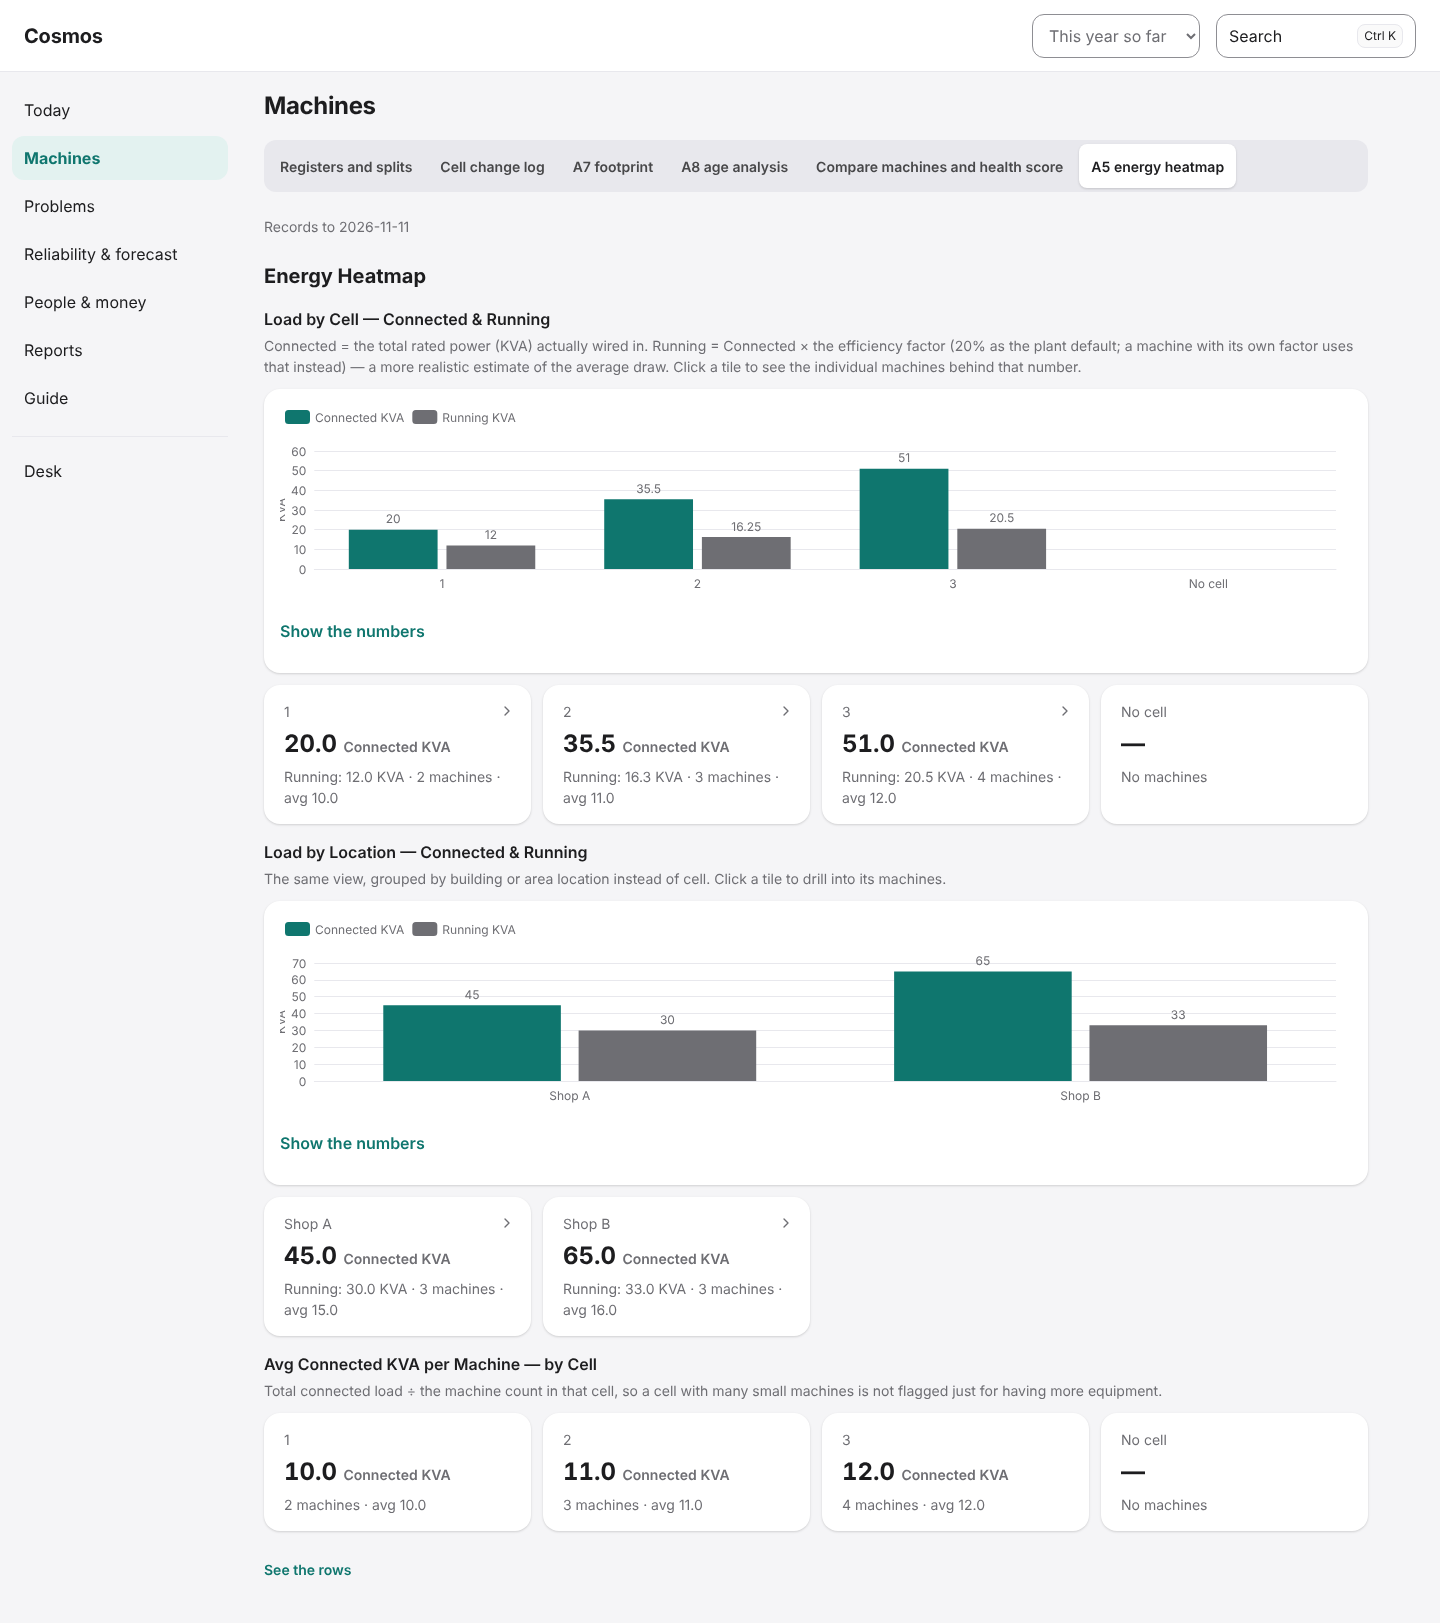 Cosmos
This year so far
Search
Ctrl K
Today
Machines
Problems
Reliability & forecast
People & money
Reports
Guide
Desk
Machines
Registers and splits
Cell change log
A7 footprint
A8 age analysis
Compare machines and health score
A5 energy heatmap
Records to 2026-11-11
Energy Heatmap
Load by Cell — Connected & Running
Connected = the total rated power (KVA) actually wired in. Running = Connected × the efficiency factor (20% as the plant default; a machine with its own factor uses
that instead) — a more realistic estimate of the average draw. Click a tile to see the individual machines behind that number.
Connected KVA
Running KVA
KVA
60
50
40
30
20
10
0
20
12
35.5
16.25
51
20.5
1
2
3
No cell
Show the numbers
1
20.0 Connected KVA
Running: 12.0 KVA · 2 machines ·
avg 10.0
2
35.5 Connected KVA
Running: 16.3 KVA · 3 machines ·
avg 11.0
3
51.0 Connected KVA
Running: 20.5 KVA · 4 machines ·
avg 12.0
No cell
—
No machines
Load by Location — Connected & Running
The same view, grouped by building or area location instead of cell. Click a tile to drill into its machines.
Connected KVA
Running KVA
KVA
70
60
50
40
30
20
10
0
45
30
65
33
Shop A
Shop B
Show the numbers
Shop A
45.0 Connected KVA
Running: 30.0 KVA · 3 machines ·
avg 15.0
Shop B
65.0 Connected KVA
Running: 33.0 KVA · 3 machines ·
avg 16.0
Avg Connected KVA per Machine — by Cell
Total connected load ÷ the machine count in that cell, so a cell with many small machines is not flagged just for having more equipment.
1
10.0 Connected KVA
2 machines · avg 10.0
2
11.0 Connected KVA
3 machines · avg 11.0
3
12.0 Connected KVA
4 machines · avg 12.0
No cell
—
No machines
See the rows